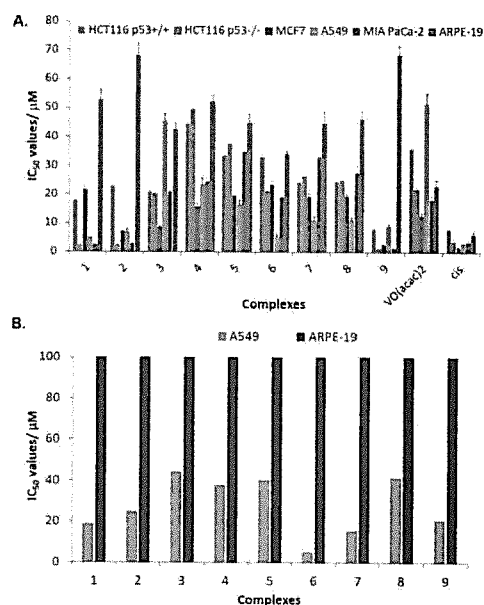 A.
HCT116 p53+/+ HCT116 p53-/- MCF7 A549 MIA PaCa-2 ARPE-19
80
70
60
50
40
30
20
10
0
IC50 values/ μM
1 2 3 4 5 6 7 8 9 VO(acac)2 cis
Complexes
B.
A549 ARPE-19
100
80
60
40
20
0
IC50 values/ μM
1 2 3 4 5 6 7 8 9
Complexes